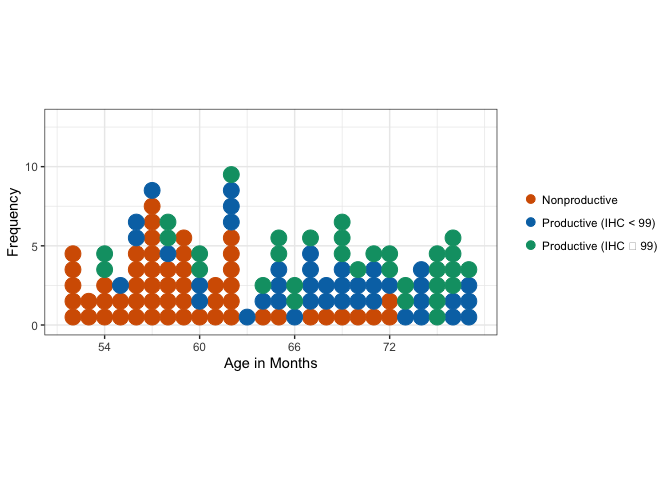 10
5
0
Frequency
54
60
66
72
Age in Months
Nonproductive
Productive (IHC < 99)
Productive (IHC □ 99)